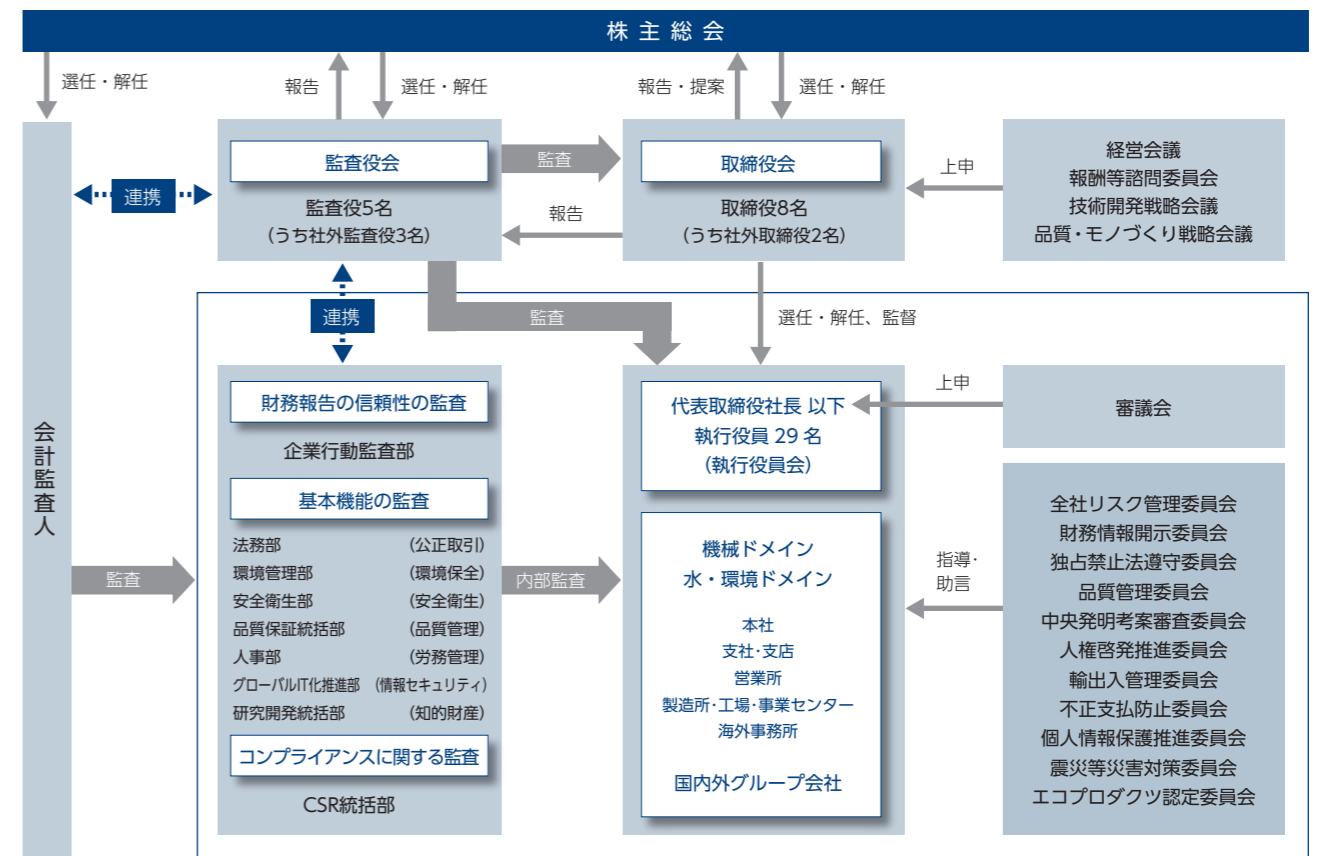 株主総会
選任・解任
報告
選任・解任
報告・提案
選任・解任
会計監査人
連携
監査役会
監査役5名
(うち社外監査役3名)
監査
報告
取締役会
取締役8名
(うち社外取締役2名)
上申
経営会議
報酬等諮問委員会
技術開発戦略会議
品質・モノづくり戦略会議
連携
監査
選任・解任、監督
監査
財務報告の信頼性の監査
企業行動監査部
基本機能の監査
法務部 (公正取引)
環境管理部 (環境保全)
安全衛生部 (安全衛生)
品質保証統括部 (品質管理)
人事部 (労務管理)
グローバルIT化推進部 (情報セキュリティ)
研究開発統括部 (知的財産)
コンプライアンスに関する監査
CSR統括部
内部監査
代表取締役社長 以下
執行役員 29 名
(執行役員会)
機械ドメイン
水・環境ドメイン
本社
支社・支店
営業所
製造所・工場・事業センター
海外事務所
国内外グループ会社
上申
審議会
指導・
助言
全社リスク管理委員会
財務情報開示委員会
独占禁止法遵守委員会
品質管理委員会
中央発明考案審査委員会
人権啓発推進委員会
輸出入管理委員会
不正支払防止委員会
個人情報保護推進委員会
震災等災害対策委員会
エコプロダクツ認定委員会